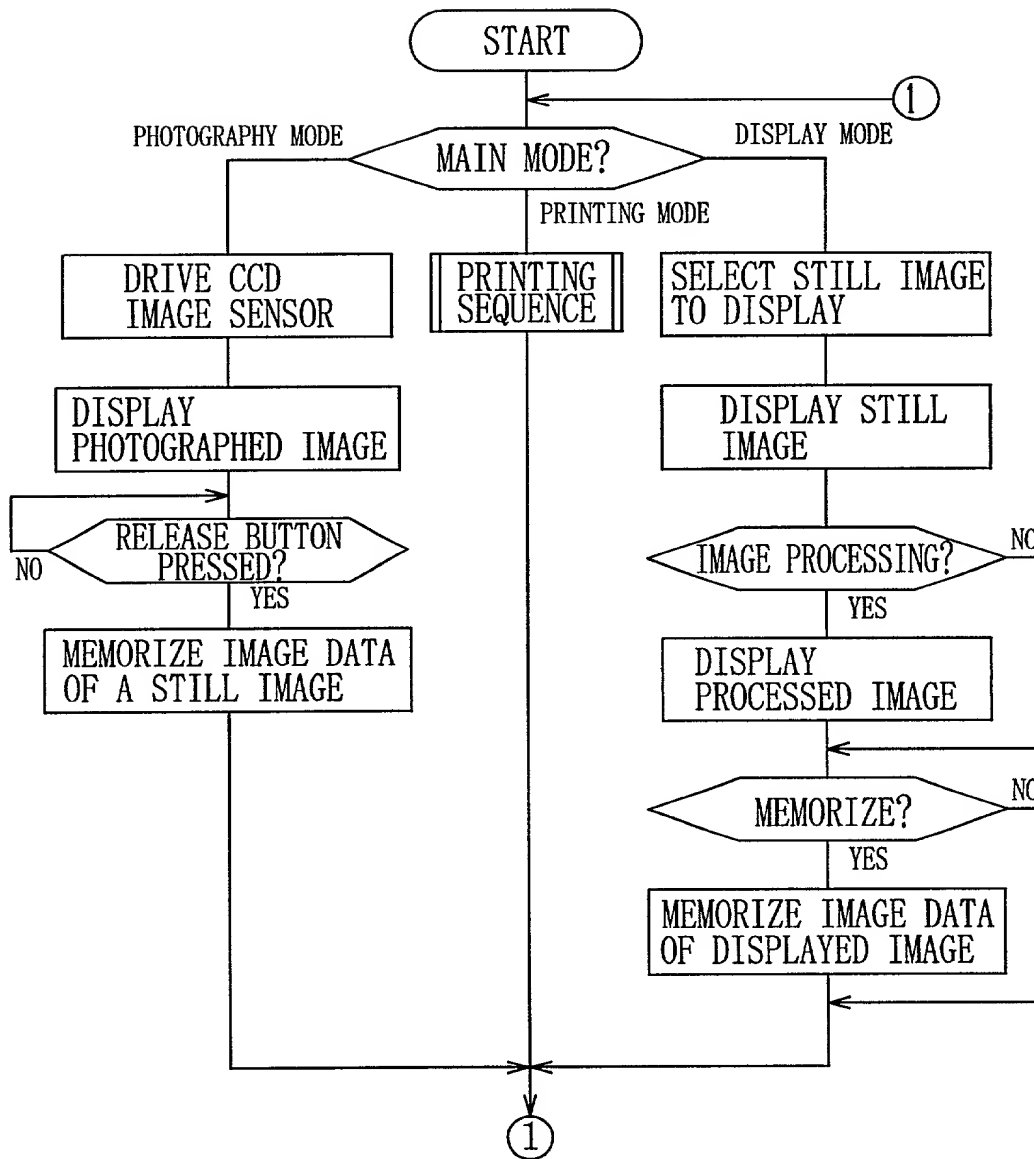 START
1
PHOTOGRAPHY MODE
MAIN MODE?
DISPLAY MODE
PRINTING MODE
DRIVE CCD
IMAGE SENSOR
PRINTING
SEQUENCE
SELECT STILL IMAGE
TO DISPLAY
DISPLAY
PHOTOGRAPHED IMAGE
DISPLAY STILL
IMAGE
RELEASE BUTTON
PRESSED?
NO
YES
IMAGE PROCESSING?
NO
YES
MEMORIZE IMAGE DATA
OF A STILL IMAGE
DISPLAY
PROCESSED IMAGE
MEMORIZE?
NO
YES
MEMORIZE IMAGE DATA
OF DISPLAYED IMAGE
1